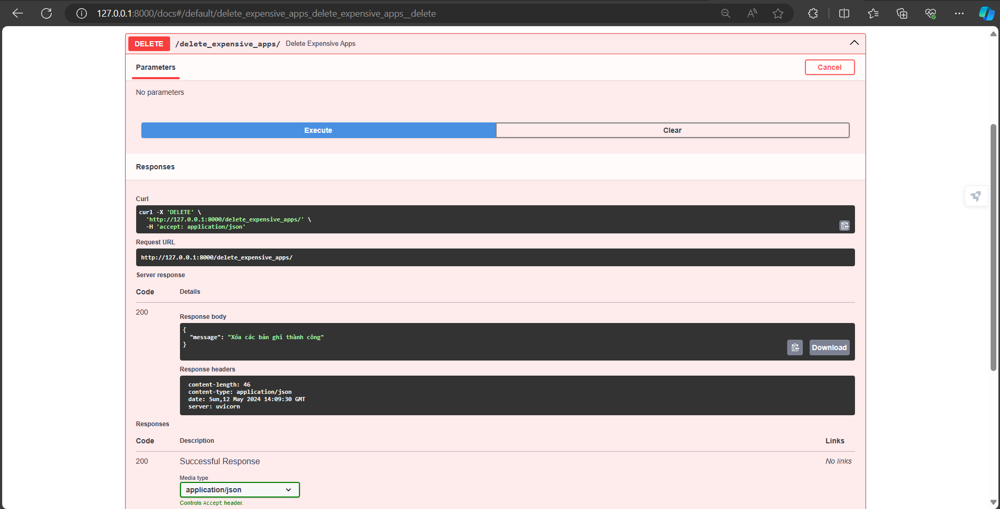 127.0.0.1:8000/docs#/default/delete_expensive_apps_delete_expensive_apps__delete
DELETE /delete_expensive_apps/ Delete Expensive Apps
Parameters Cancel
No parameters
Execute Clear
Responses
Curl
curl -X 'DELETE' \
'http://127.0.0.1:8000/delete_expensive_apps/' \
-H 'accept: application/json'
Request URL
http://127.0.0.1:8000/delete_expensive_apps/
Server response
Code Details
200
Response body
{
"message": "Xóa các bản ghi thành công"
}
Download
Response headers
content-length: 46
content-type: application/json
date: Sun,12 May 2024 14:09:30 GMT
server: uvicorn
Responses
Code Description Links
200 Successful Response No links
Media type
application/json
Controls Accept header.